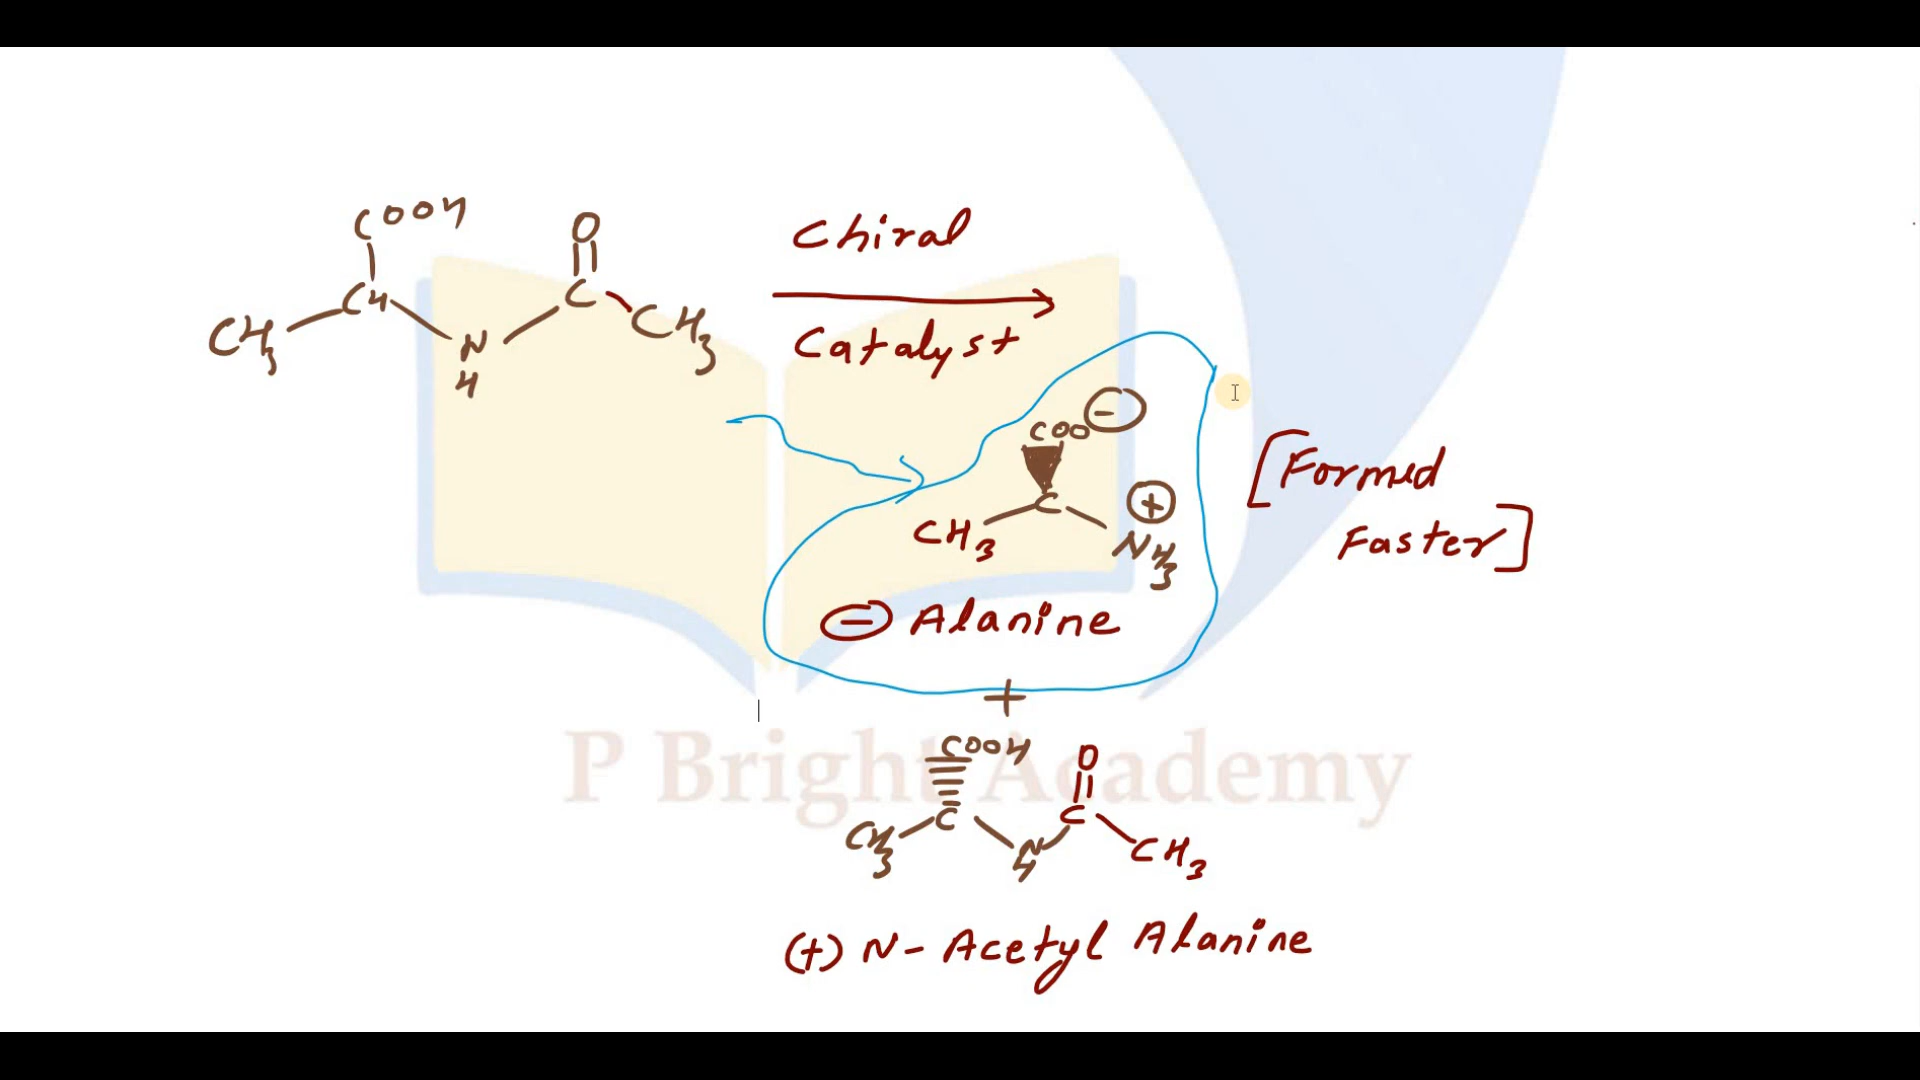 COOH
O
CH
C
CH3
CH3
N
H
Chiral
Catalyst
COO⊖
C
⊕
CH3
NH3
[Formed
Faster]
⊖ Alanine
+
P Bright Academy
COOH
O
C
C
CH3
NH
CH3
(+) N-Acetyl Alanine